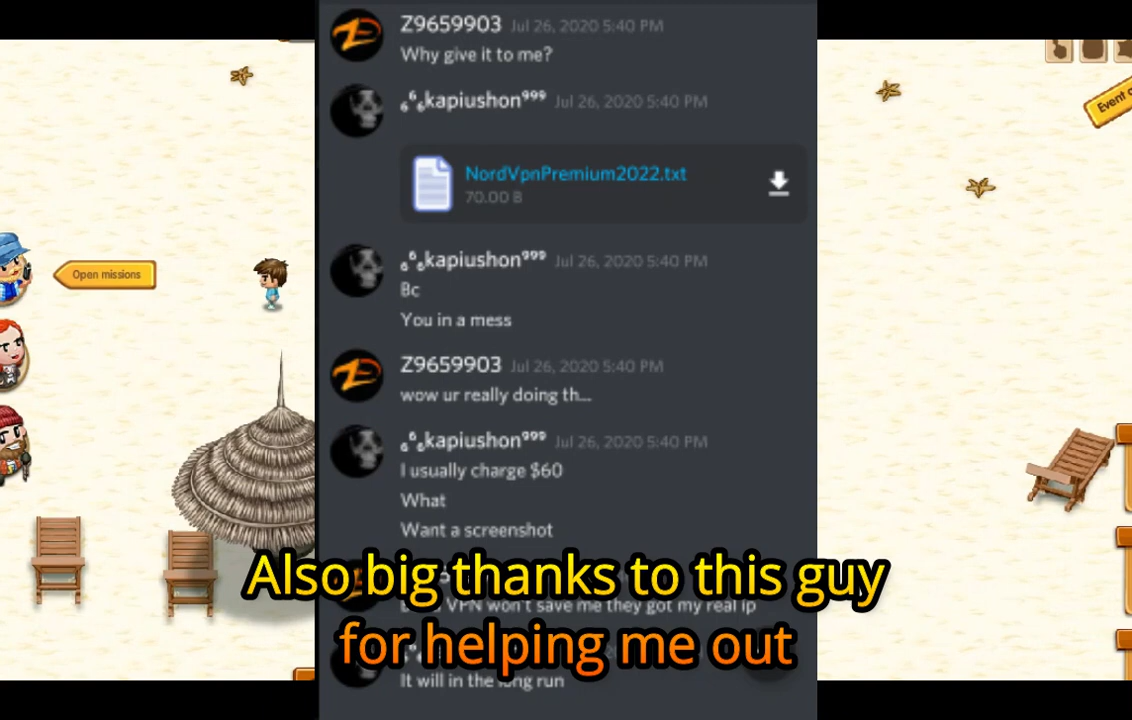 Z9659903 Jul 26, 2020 5:40 PM
Why give it to me?
₆⁶₆kapiushon⁹⁹⁹ Jul 26, 2020 5:40 PM
NordVpnPremium2022.txt
70.00 B
₆⁶₆kapiushon⁹⁹⁹ Jul 26, 2020 5:40 PM
Bc
You in a mess
Z9659903 Jul 26, 2020 5:40 PM
wow ur really doing th...
₆⁶₆kapiushon⁹⁹⁹ Jul 26, 2020 5:40 PM
I usually charge $60
What
Want a screenshot
VPN won't save me they got my real ip
It will in the long run
Also big thanks to this guy
for helping me out
Open missions
Event